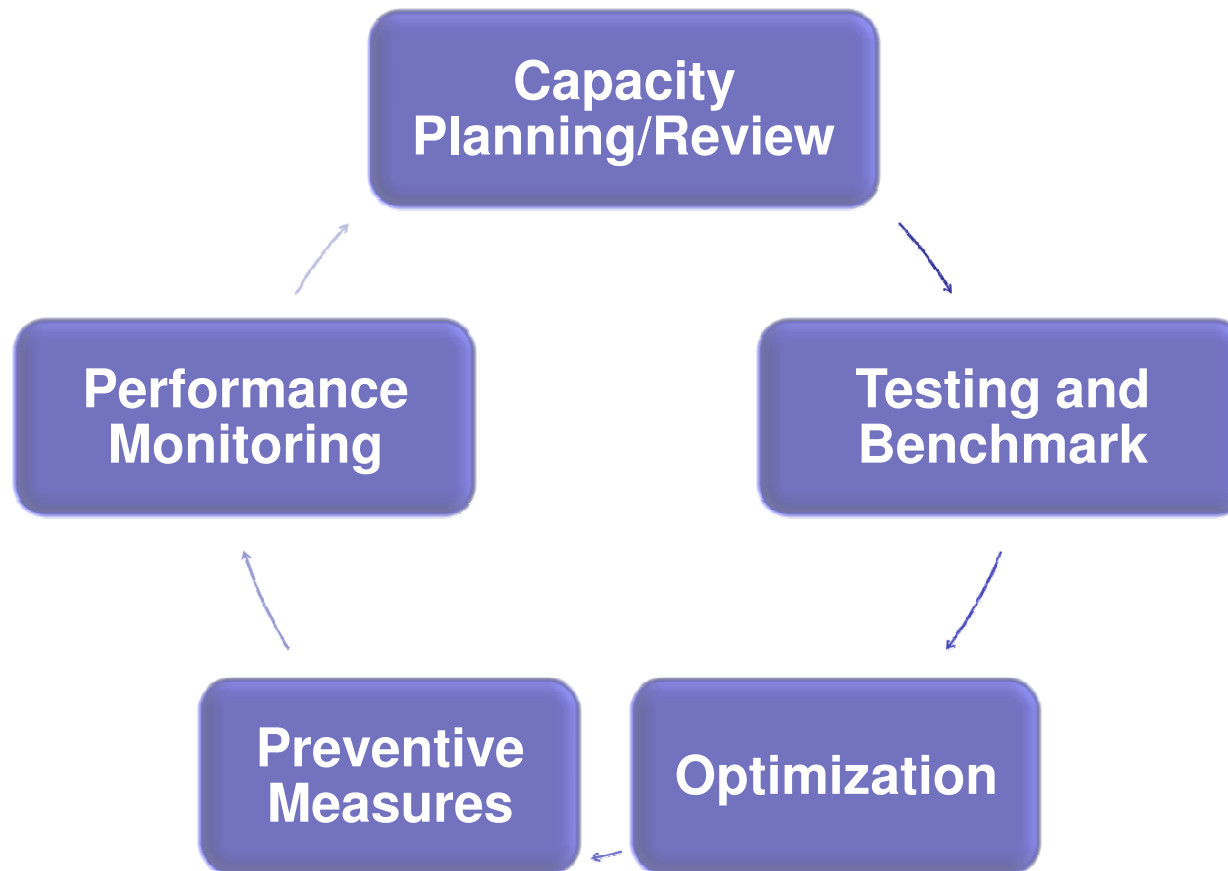 Capacity
Planning/Review
Testing and
Benchmark
Optimization
Preventive
Measures
Performance
Monitoring